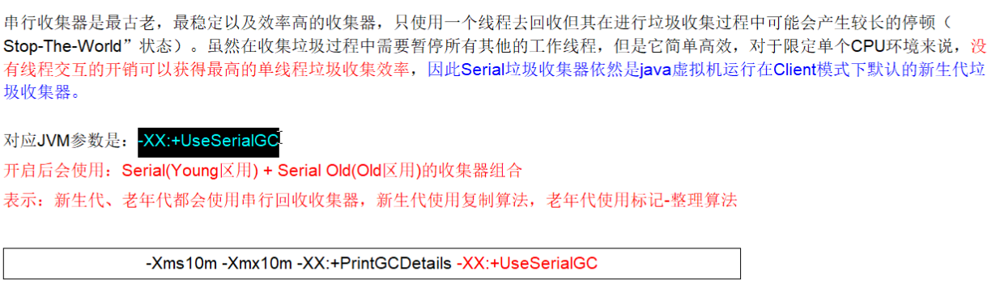 串行收集器是最古老，最稳定以及效率高的收集器，只使用一个线程去回收但其在进行垃圾收集过程中可能会产生较长的停顿（
Stop-The-World”状态）。虽然在收集垃圾过程中需要暂停所有其他的工作线程，但是它简单高效，对于限定单个CPU环境来说，没
有线程交互的开销可以获得最高的单线程垃圾收集效率，因此Serial垃圾收集器依然是java虚拟机运行在Client模式下默认的新生代垃
圾收集器。
对应JVM参数是：-XX:+UseSerialGC
开启后会使用：Serial(Young区用) + Serial Old(Old区用)的收集器组合
表示：新生代、老年代都会使用串行回收收集器，新生代使用复制算法，老年代使用标记-整理算法
-Xms10m -Xmx10m -XX:+PrintGCDetails -XX:+UseSerialGC